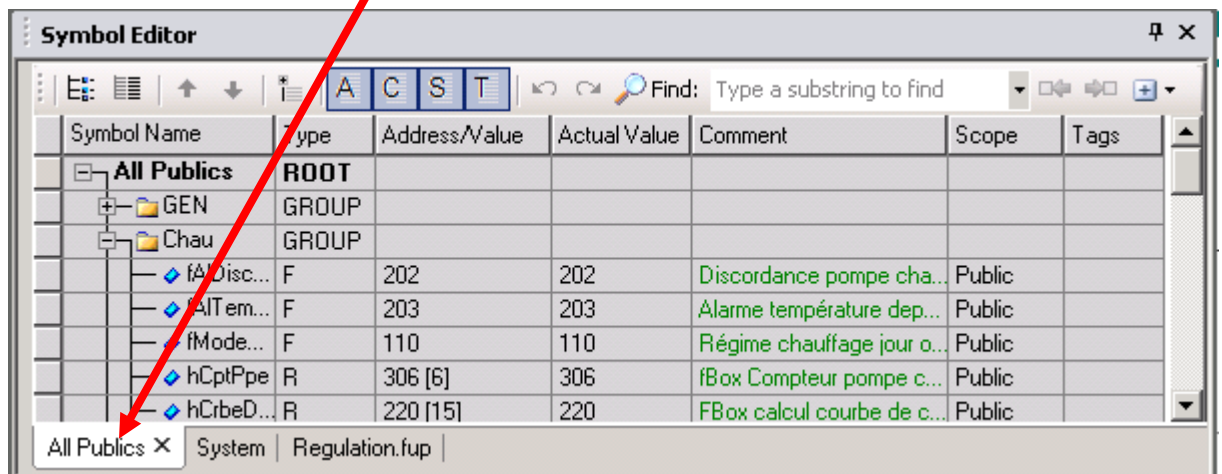 Symbol Editor
A C S T Find: Type a substring to find
Symbol Name Type Address/Value Actual Value Comment Scope Tags
All Publics ROOT
GEN GROUP
Chau GROUP
fAlDisc... F 202 202 Discordance pompe cha... Public
fAlTem... F 203 203 Alarme température dep... Public
fMode... F 110 110 Régime chauffage jour o... Public
hCptPpe R 306 [6] 306 fBox Compteur pompe c... Public
hCrbeD... R 220 [15] 220 FBox calcul courbe de c... Public
All Publics System Regulation.fup